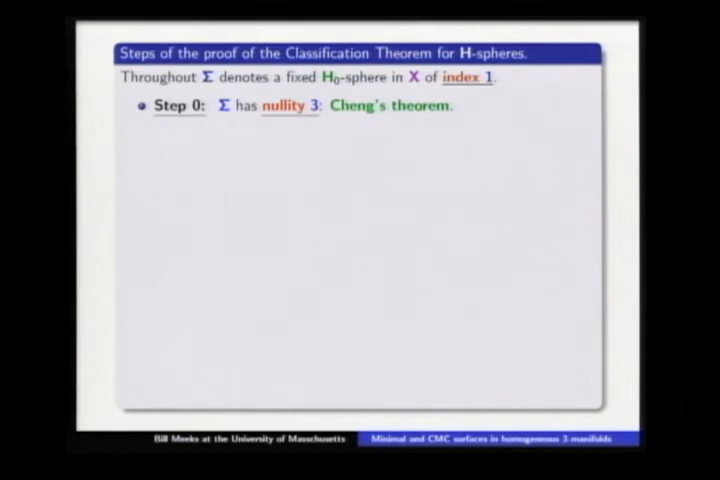 Steps of the proof of the Classification Theorem for H-spheres.
Throughout Σ denotes a fixed H₀-sphere in X of index 1.
Step 0: Σ has nullity 3: Cheng's theorem.
Bill Meeks at the University of Massachusetts
Minimal and CMC surfaces in homogeneous 3-manifolds